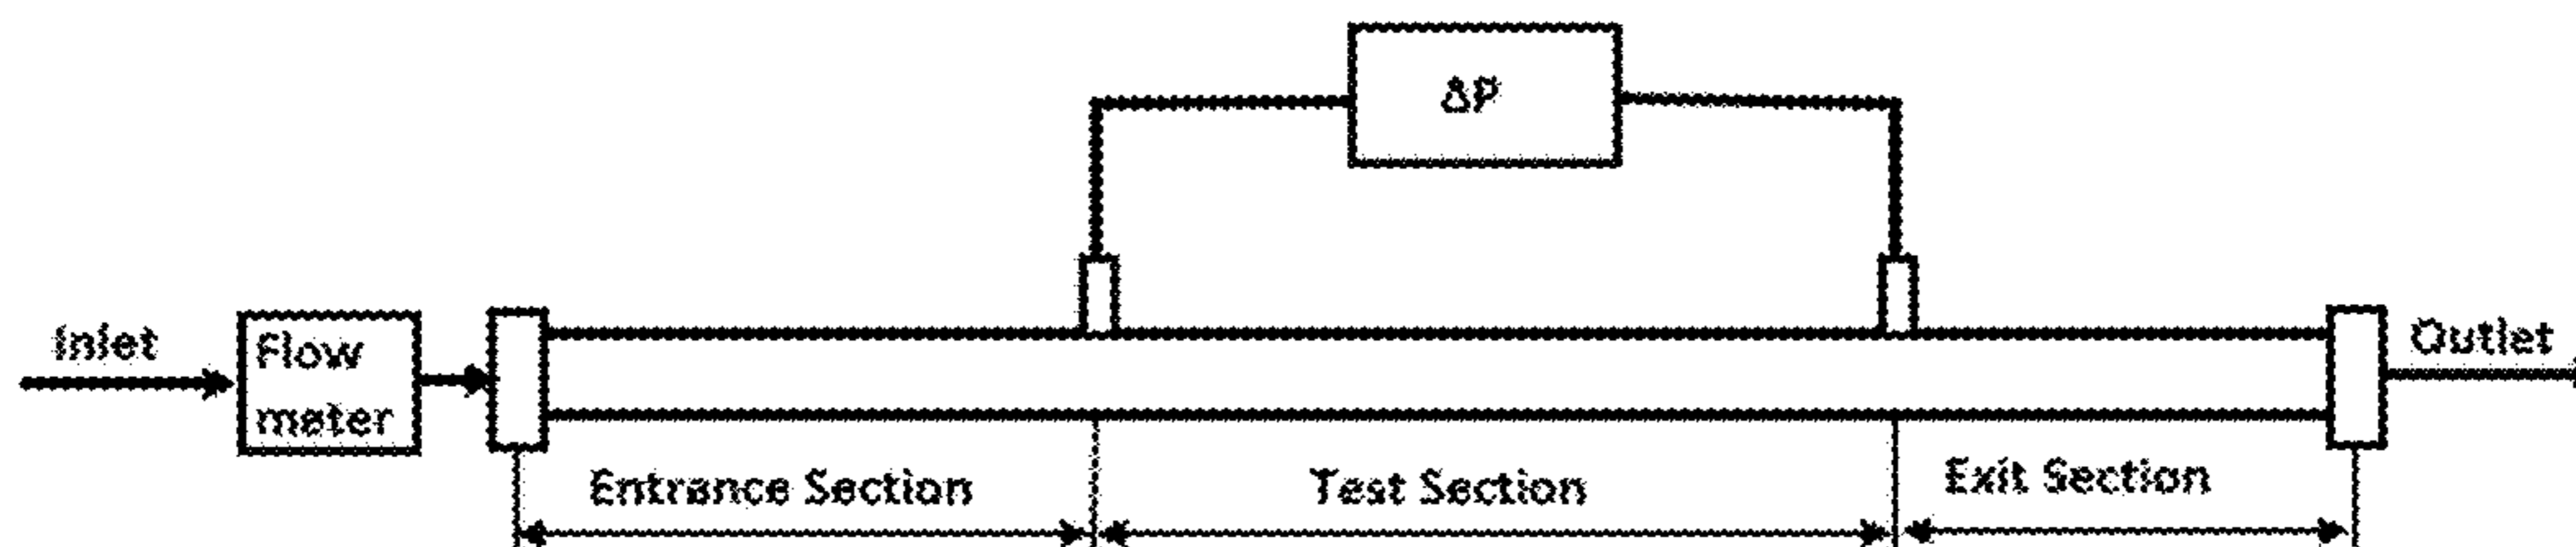 ΔP
Inlet
Flow
meter
Outlet
Entrance Section
Test Section
Exit Section